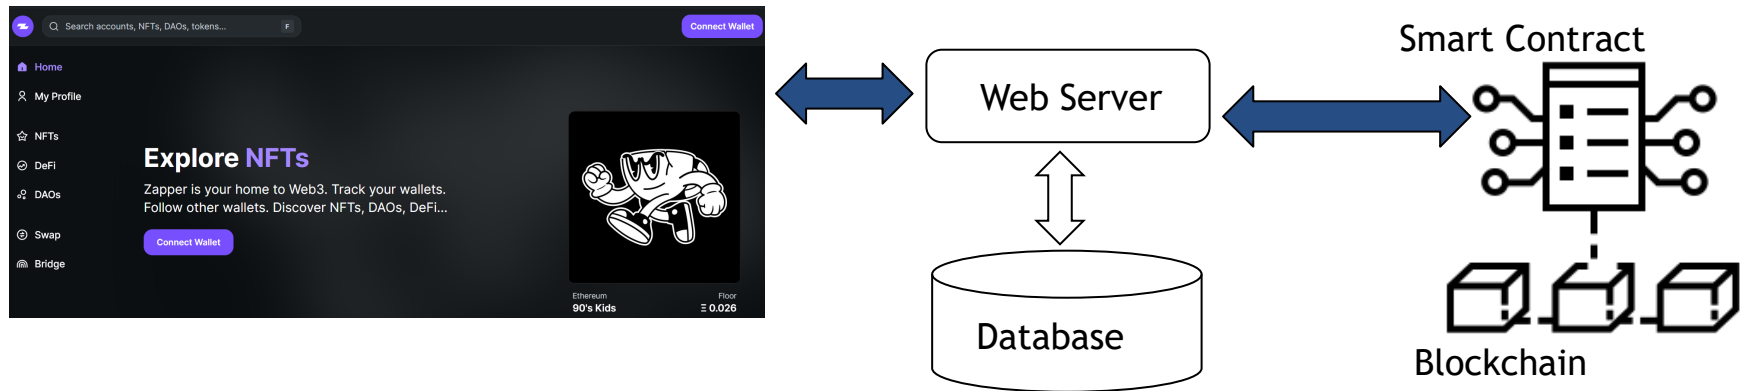 Search accounts, NFTs, DAOs, tokens...
F
Connect Wallet
Home
My Profile
NFTs
DeFi
DAOs
Swap
Bridge
Explore NFTs
Zapper is your home to Web3. Track your wallets.
Follow other wallets. Discover NFTs, DAOs, DeFi...
Connect Wallet
Ethereum
Floor
90's Kids
Ξ 0.026
Web Server
Database
Smart Contract
Blockchain